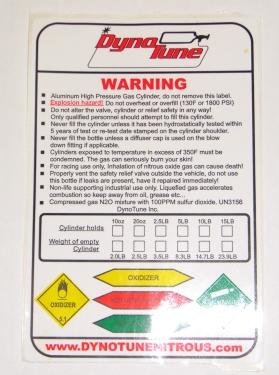 Dyno
Tune
WARNING
Aluminum High Pressure Gas Cylinder, do not remove this label.
Explosion hazard! Do not overheat or overfill (130F or 1800 PSI)
Do not alter the valve, cylinder or relief safety in any way!
Only qualified personnel should attempt to fill this cylinder.
Never fill the cylinder unless it has been hydrostatically tested within
5 years of test or re-test date stamped on the cylinder shoulder.
Never fill the bottle unless a diffuser cap is used on the blow
down fitting if applicable.
Cylinders exposed to temperature in excess of 350F must be
condemned. The gas can seriously burn your skin!
For racing use only, Inhalation of nitrous oxide gas can cause death!
Properly vent the safety relief valve outside the vehicle, do not use
this bottle if leaks are present, have it repaired immediately!
Non-life supporting industrial use only. Liquefied gas accelerates
combustion so keep away from oil, grease etc...
Compressed gas N2O mixture with 100PPM sulfur dioxide. UN3156
DynoTune Inc.
10oz 20oz 2.5LB 5LB 10LB 15LB
Cylinder holds
Weight of empty
Cylinder
2.0LB 2.5LB 3.5LB 8.3LB 14.7LB 23.9LB
OXIDIZER
OXIDIZER
5.1
www.DYNOTUNENITROUS.com